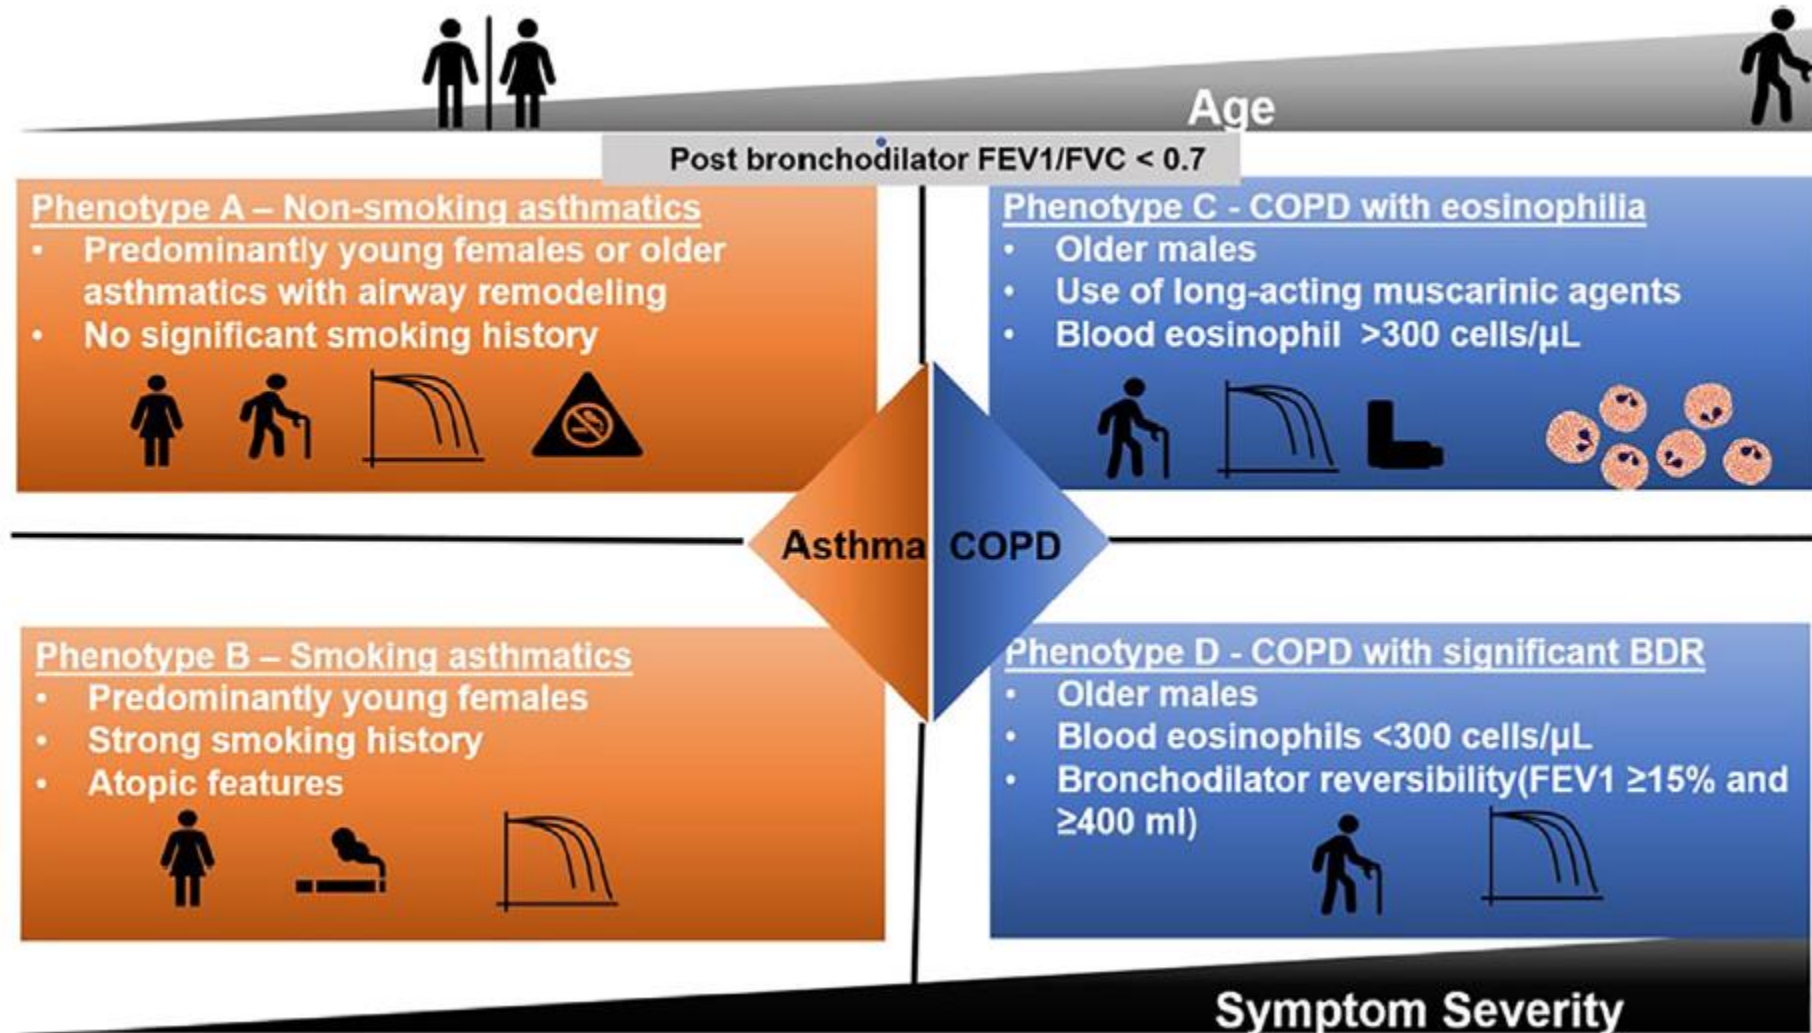 Age
Post bronchodilator FEV1/FVC < 0.7
Phenotype A – Non-smoking asthmatics
• Predominantly young females or older
asthmatics with airway remodeling
• No significant smoking history
Phenotype C - COPD with eosinophilia
• Older males
• Use of long-acting muscarinic agents
• Blood eosinophil >300 cells/µL
Asthma COPD
Phenotype B – Smoking asthmatics
• Predominantly young females
• Strong smoking history
• Atopic features
Phenotype D - COPD with significant BDR
• Older males
• Blood eosinophils <300 cells/µL
• Bronchodilator reversibility(FEV1 ≥15% and
≥400 ml)
Symptom Severity